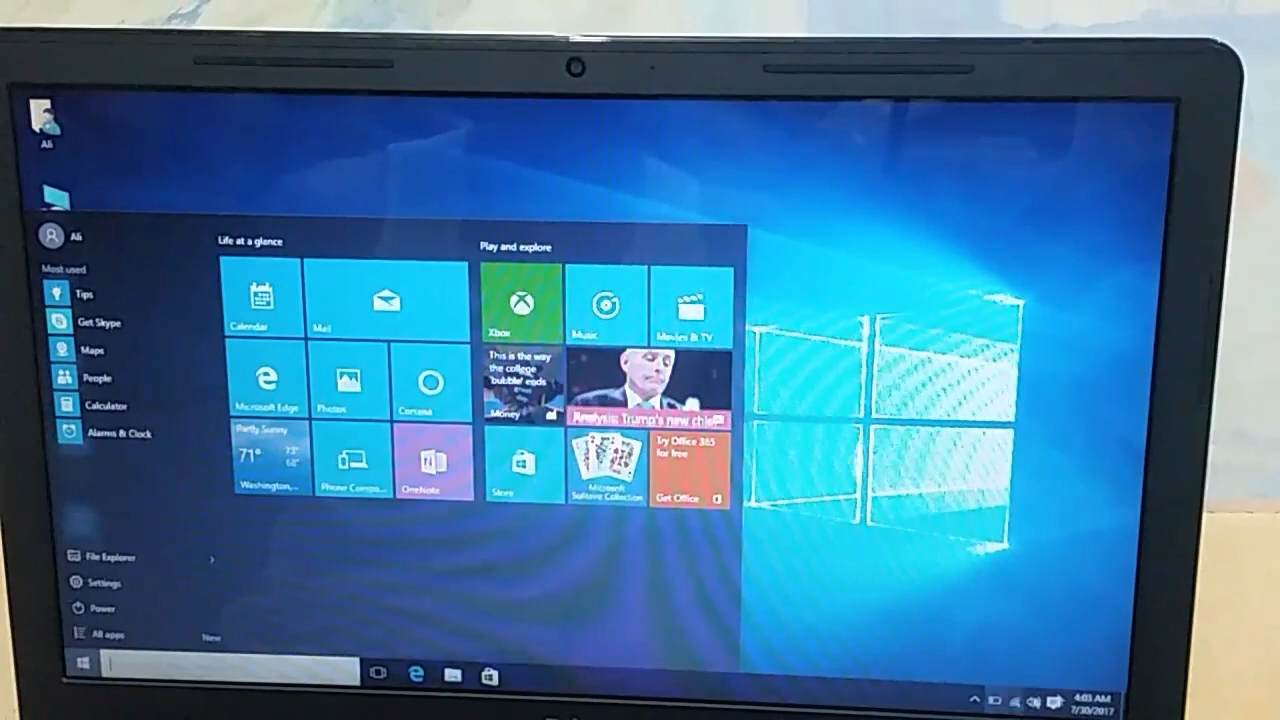 Ali
Ali
Most used
Tips
Get Skype
Maps
People
Calculator
Alarms & Clock
File Explorer
Settings
Power
All apps
New
Life at a glance
Calendar
Mail
Microsoft Edge
Photos
Cortana
Partly Sunny
71°
73°
62°
Washington,...
Phone Compa...
OneNote
Play and explore
Xbox
Music
Movies & TV
This is the way
the college
'bubble' ends
Money
Analysis: Trump's new chief
Store
Microsoft
Solitaire Collection
Try Office 365
for free
Get Office
4:03 AM
7/30/2017